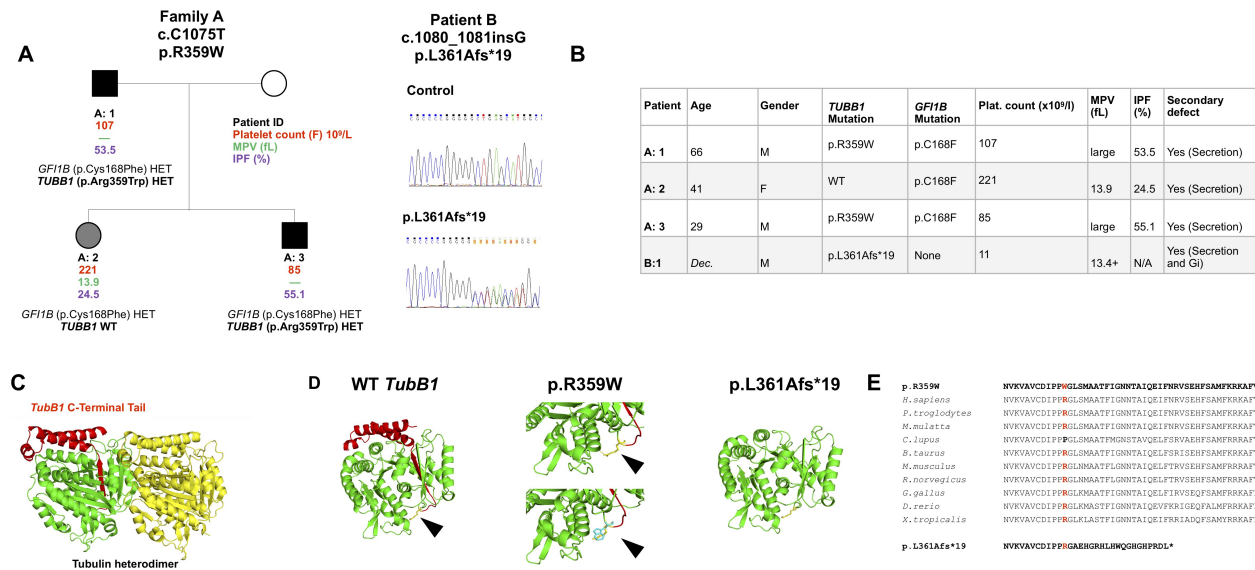 A
Family A
c.C1075T
p.R359W
A: 1
107
—
53.5
GFI1B (p.Cys168Phe) HET
TUBB1 (p.Arg359Trp) HET
Patient ID
Platelet count (F) 10⁹/L
MPV (fL)
IPF (%)
A: 2
221
13.9
24.5
GFI1B (p.Cys168Phe) HET
TUBB1 WT
A: 3
85
—
55.1
GFI1B (p.Cys168Phe) HET
TUBB1 (p.Arg359Trp) HET
Patient B
c.1080_1081insG
p.L361Afs*19
Control
p.L361Afs*19
B
Patient Age Gender TUBB1 Mutation GFI1B Mutation Plat. count (x10⁹/l) MPV (fL) IPF (%) Secondary defect
A: 1 66 M p.R359W p.C168F 107 large 53.5 Yes (Secretion)
A: 2 41 F WT p.C168F 221 13.9 24.5 Yes (Secretion)
A: 3 29 M p.R359W p.C168F 85 large 55.1 Yes (Secretion)
B:1 Dec. M p.L361Afs*19 None 11 13.4+ N/A Yes (Secretion and Gi)
C
TubB1 C-Terminal Tail
Tubulin heterodimer
D
WT TubB1
p.R359W
p.L361Afs*19
E
p.R359W NVKVAVCDIPPWGLSMAATFIGNNTAIQEIFNRVSEHFSAMFKRKAF
H.sapiens NVKVAVCDIPPRGLSMAATFIGNNTAIQEIFNRVSEHFSAMFKRKAF
P.troglodytes NVKVAVCDIPPRGLSMAATFIGNNTAIQEIFNRVSEHFSAMFKRKAF
M.mulatta NVKVAVCDIPPRGLSMAATFIGNNTAIQEIFNRVSEHFSAMFKRKAF
C.lupus NVKVAVCDIPPPGLSMAATFMGNSTAVQELFNRVSEHFSAMFKRKAF
B.taurus NVKVAVCDIPPRGLSMAATFIGNNTAIQELFSRISEHFSAMFKRKAF
M.musculus NVKVAVCDIPPRGLNMAATFLGNNTAIQELFTRVSEHFSAMFRRRAF
R.norvegicus NVKVAVCDIPPRGLNMAATFIGNNTAIQELFTRVSEHFSAMFKRKAF
G.gallus NVKVAVCDIPPRGLKMAATFIGNNTAIQELFIRVSEQFSAMFRRKAF
D.rerio NVKVAVCDIPPRGLKMSATFIGNNTAIQEVFKRIGEQFALMFRRKAF
X.tropicalis NVKVAVCDIPPRGLKLASTFIGNNTAIQEIFRRIADQFSAMFRRKAF
p.L361Afs*19 NVKVAVCDIPPRGAEHGRHLHWQGHGHPRDL*